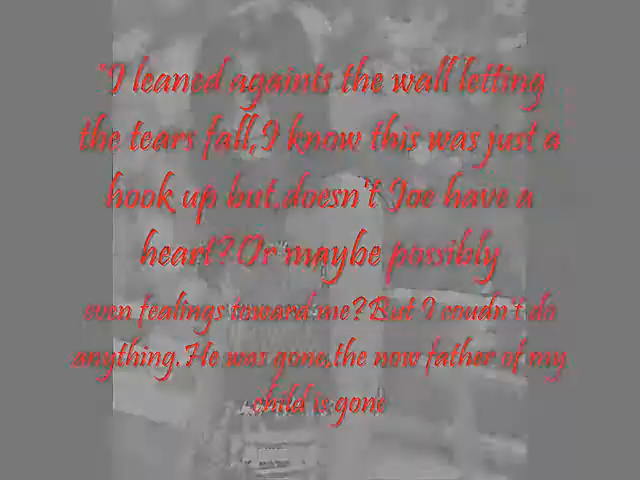 "I leaned againts the wall letting
the tears fall,I know this was just a
hook up but,doesn't Joe have a
heart?Or maybe possibly
even fealings toward me?But I coudn't do
anything.He was gone,the now father of my
child is gone